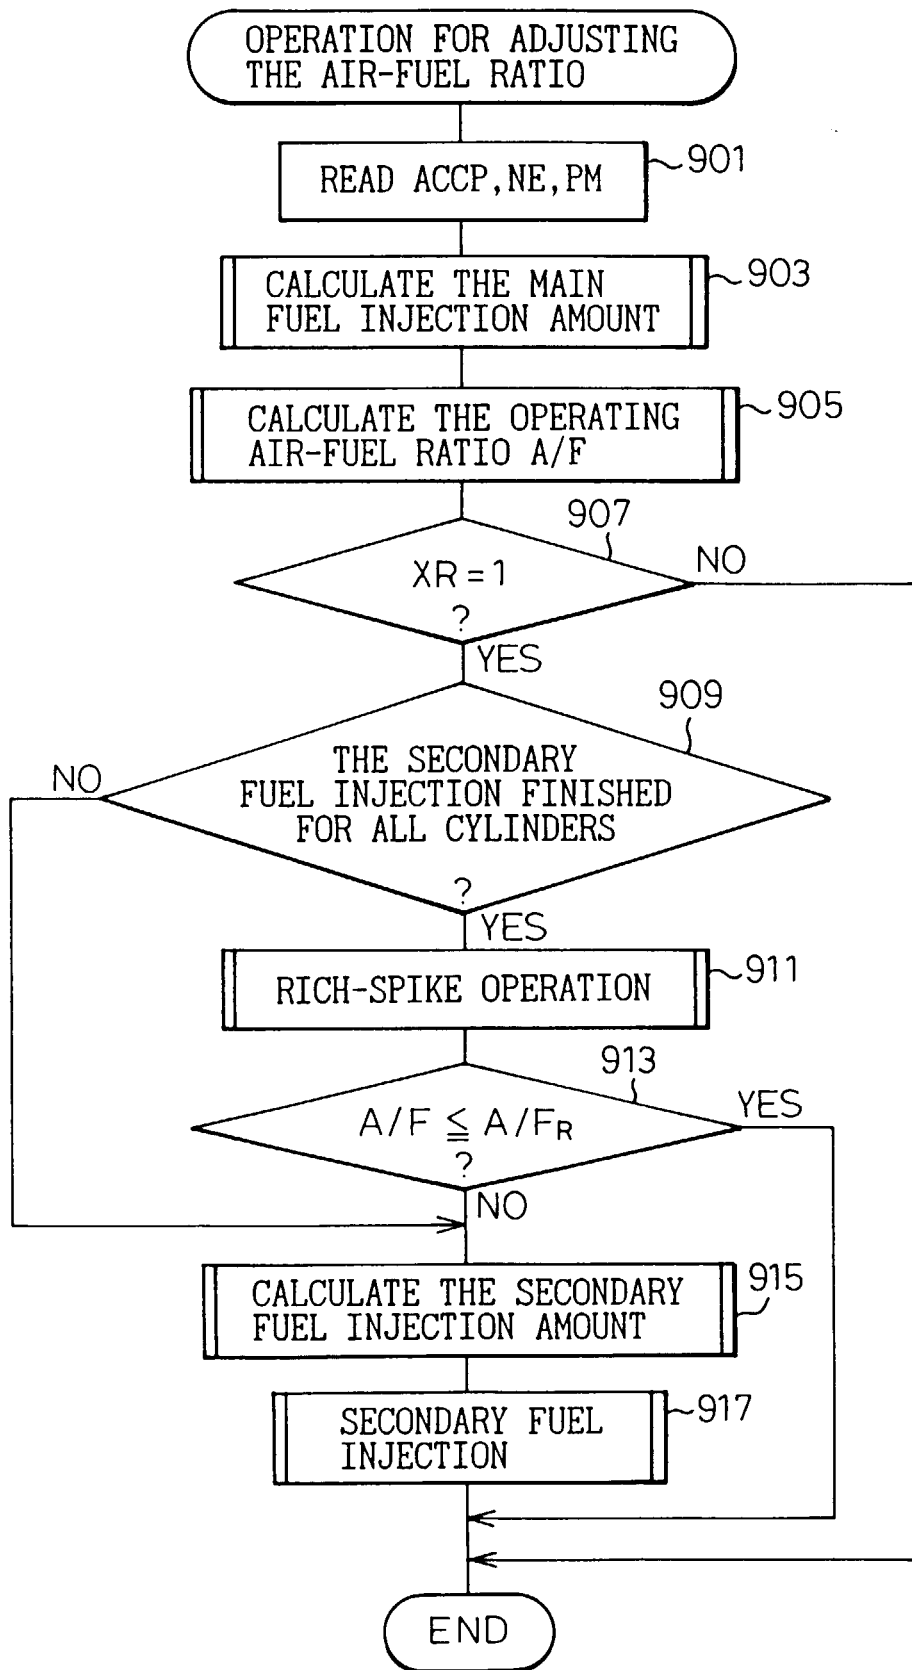 OPERATION FOR ADJUSTING
THE AIR-FUEL RATIO
READ ACCP,NE,PM
901
CALCULATE THE MAIN
FUEL INJECTION AMOUNT
903
CALCULATE THE OPERATING
AIR-FUEL RATIO A/F
905
907
XR=1
?
NO
YES
909
THE SECONDARY
FUEL INJECTION FINISHED
FOR ALL CYLINDERS
?
NO
YES
RICH-SPIKE OPERATION
911
913
A/F ≦ A/FR
?
YES
NO
CALCULATE THE SECONDARY
FUEL INJECTION AMOUNT
915
SECONDARY FUEL
INJECTION
917
END